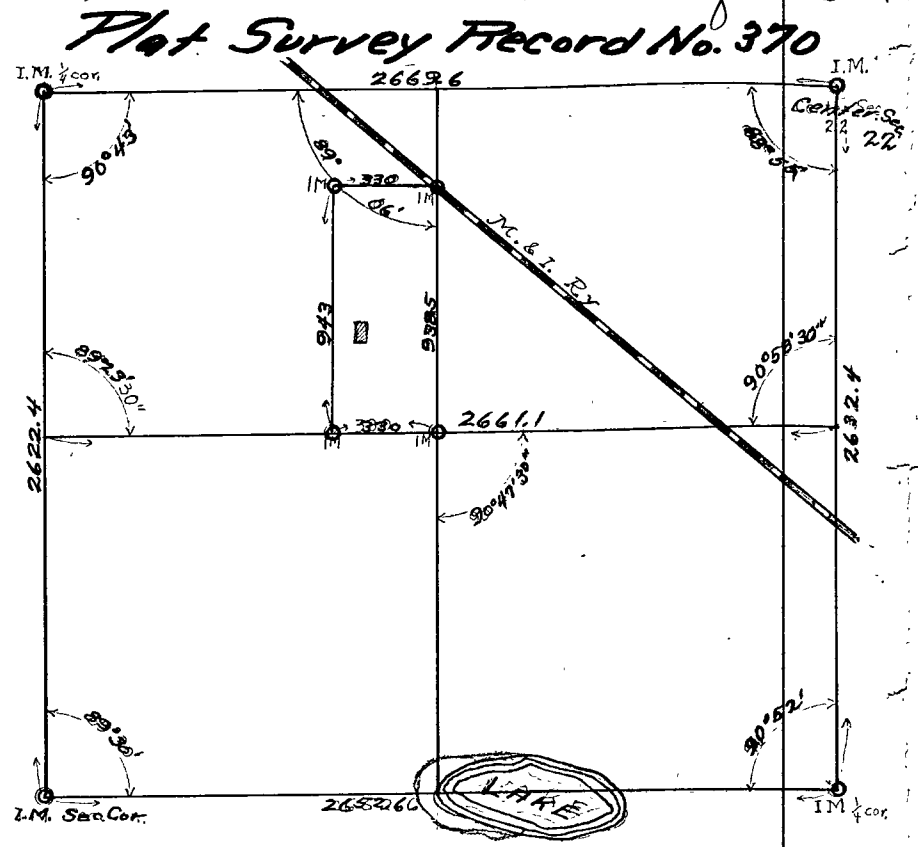 Plat Survey Record No. 370
I.M. ¼ cor.
2669.6
I.M.
Center Sec
22
90°43'
89°
06'
IM
330
IM
M. & I. Ry
943
938.5
89°29'30"
90°58'30"
2622.4
2632.4
IM
330
IM
2661.1
90°47'30"
89°36'
90°52'
I.M. Sec. Cor.
LAKE
IM ¼ cor.